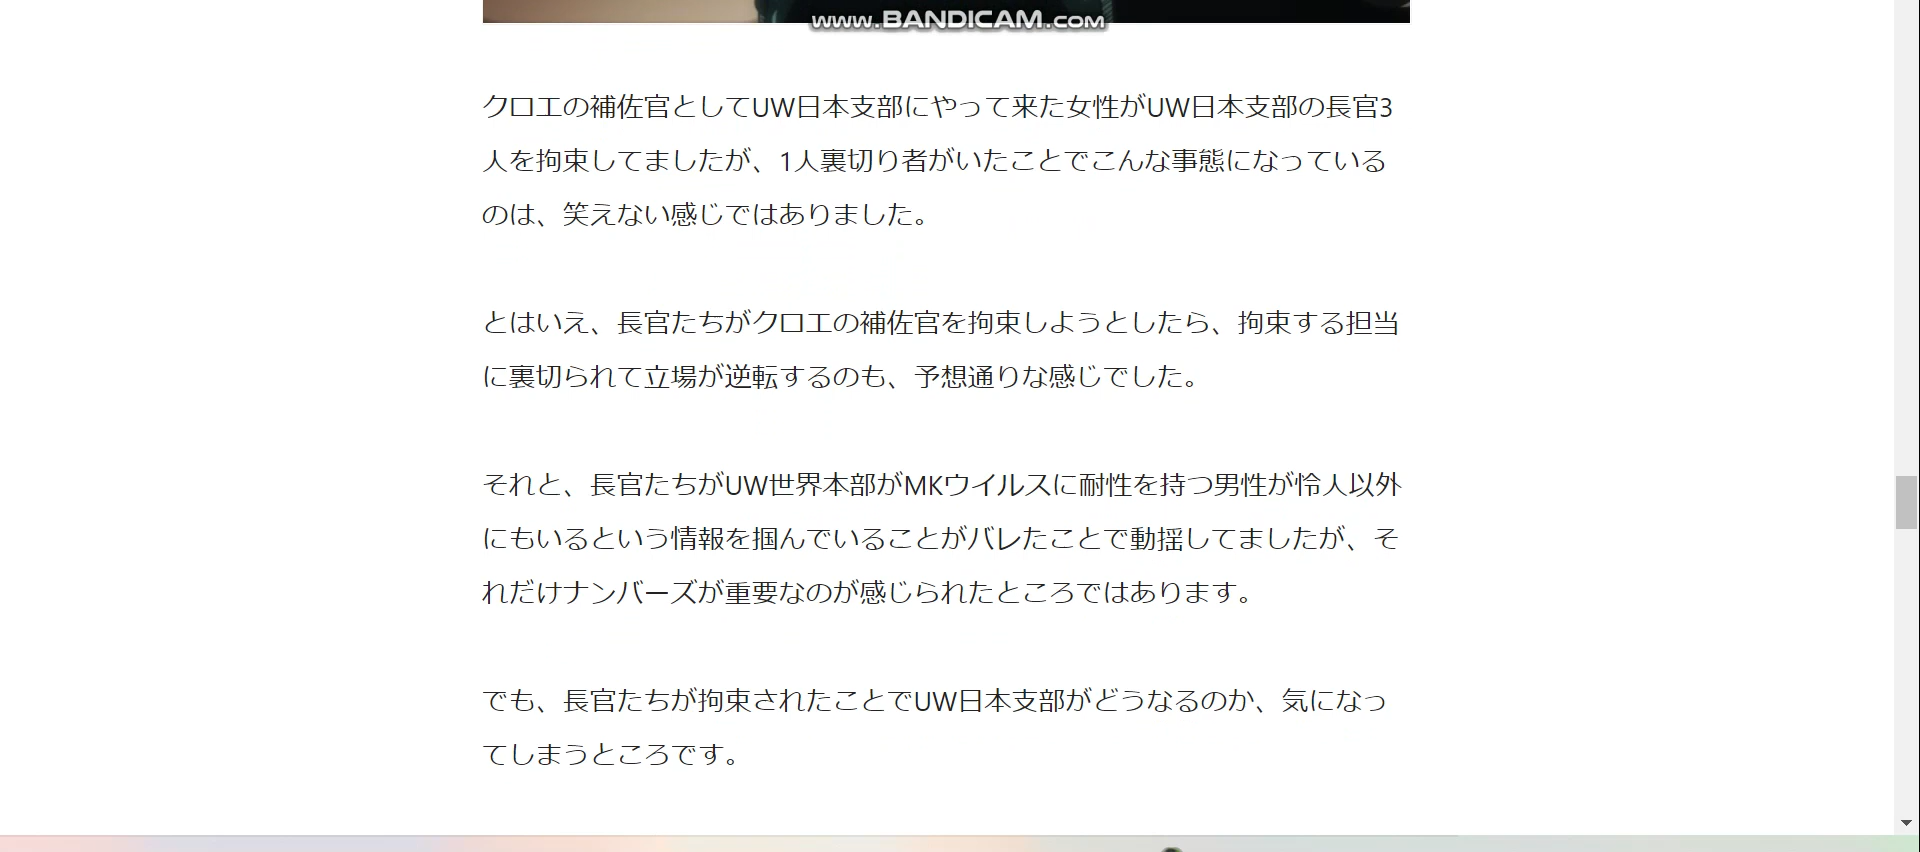 www.BANDICAM.com
クロエの補佐官としてUW日本支部にやって来た女性がUW日本支部の長官3
人を拘束してましたが、1人裏切り者がいたことでこんな事態になっている
のは、笑えない感じではありました。
とはいえ、長官たちがクロエの補佐官を拘束しようとしたら、拘束する担当
に裏切られて立場が逆転するのも、予想通りな感じでした。
それと、長官たちがUW世界本部がMKウイルスに耐性を持つ男性が怜人以外
にもいるという情報を掴んでいることがバレたことで動揺してましたが、そ
れだけナンバーズが重要なのが感じられたところではあります。
でも、長官たちが拘束されたことでUW日本支部がどうなるのか、気になっ
てしまうところです。